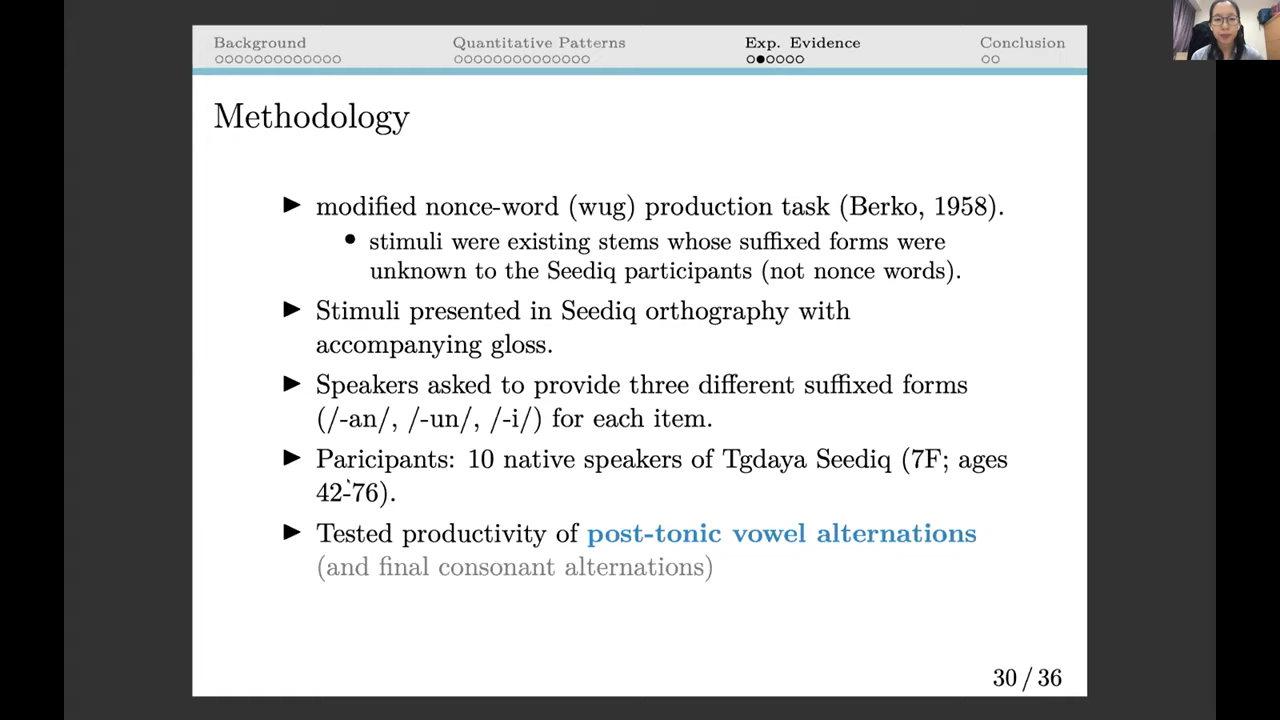 Background Quantitative Patterns Exp. Evidence Conclusion
Methodology
modified nonce-word (wug) production task (Berko, 1958).
stimuli were existing stems whose suffixed forms were
unknown to the Seediq participants (not nonce words).
Stimuli presented in Seediq orthography with
accompanying gloss.
Speakers asked to provide three different suffixed forms
(/-an/, /-un/, /-i/) for each item.
Paricipants: 10 native speakers of Tgdaya Seediq (7F; ages
42-76).
Tested productivity of post-tonic vowel alternations
(and final consonant alternations)
30 / 36